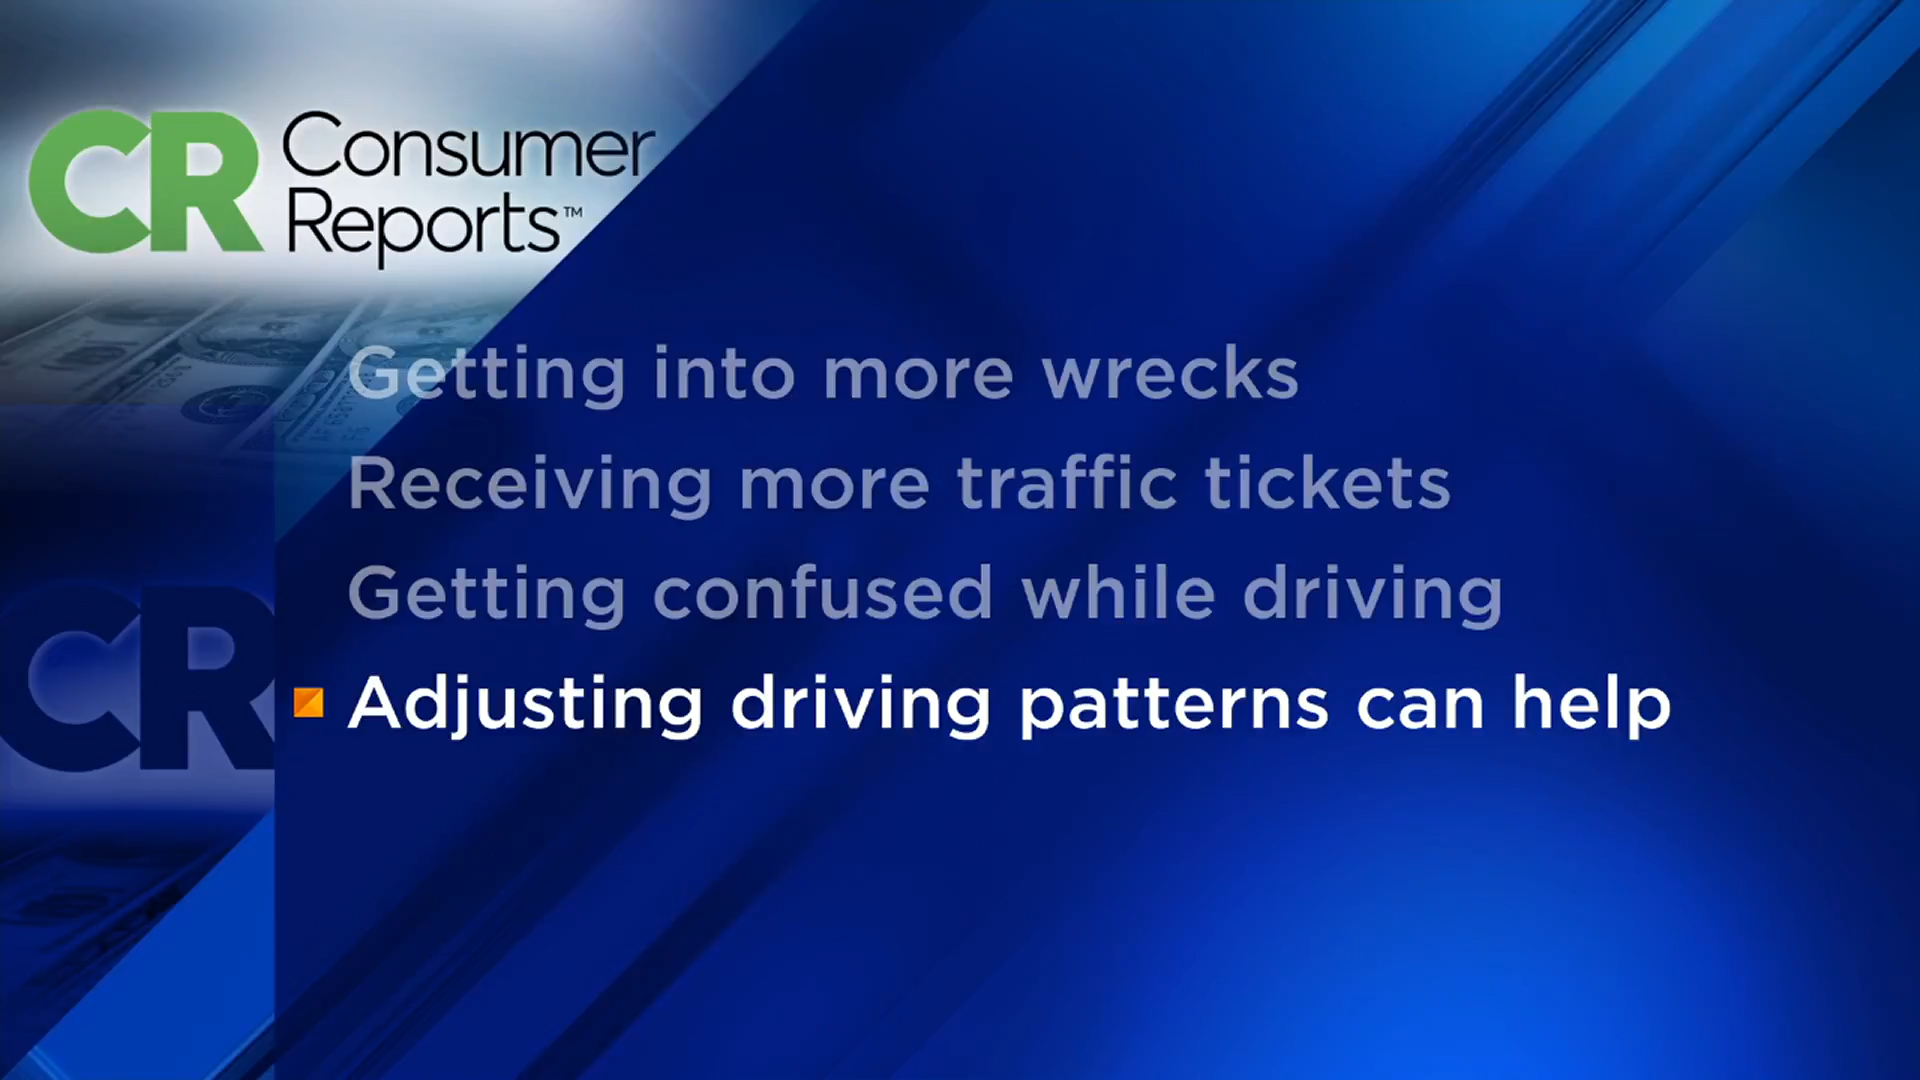 CR Consumer
Reports™
Getting into more wrecks
Receiving more traffic tickets
Getting confused while driving
Adjusting driving patterns can help
CR